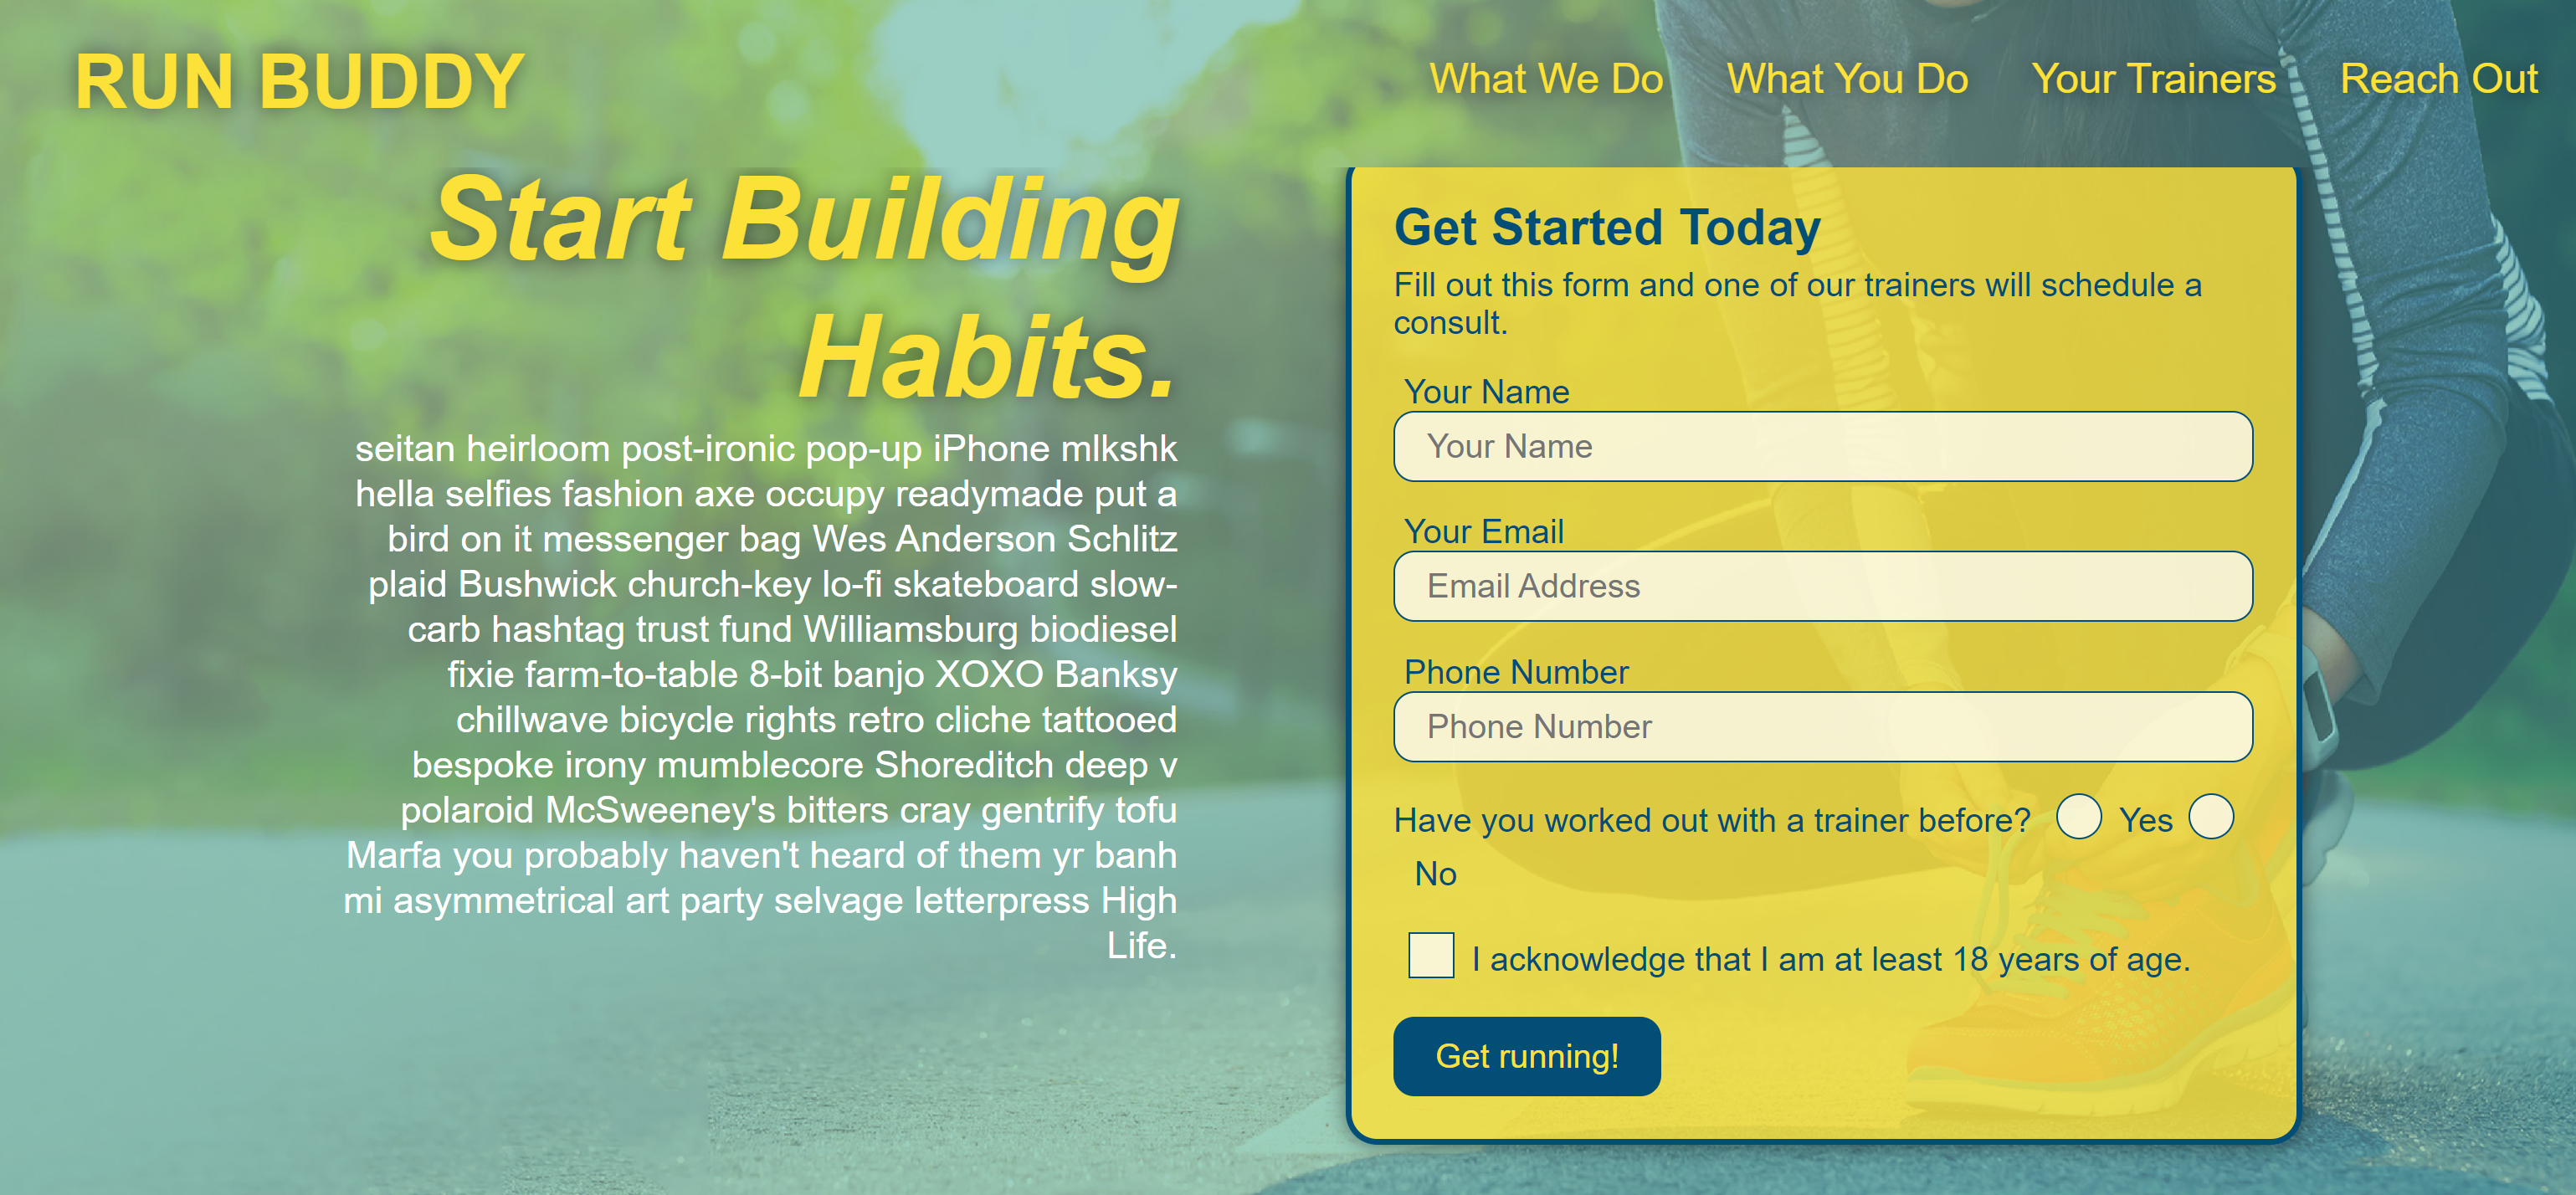 RUN BUDDY
What We Do What You Do Your Trainers Reach Out
Start Building
Habits.
seitan heirloom post-ironic pop-up iPhone mlkshk
hella selfies fashion axe occupy readymade put a
bird on it messenger bag Wes Anderson Schlitz
plaid Bushwick church-key lo-fi skateboard slow-
carb hashtag trust fund Williamsburg biodiesel
fixie farm-to-table 8-bit banjo XOXO Banksy
chillwave bicycle rights retro cliche tattooed
bespoke irony mumblecore Shoreditch deep v
polaroid McSweeney's bitters cray gentrify tofu
Marfa you probably haven't heard of them yr banh
mi asymmetrical art party selvage letterpress High
Life.
Get Started Today
Fill out this form and one of our trainers will schedule a
consult.
Your Name
Your Name
Your Email
Email Address
Phone Number
Phone Number
Have you worked out with a trainer before? Yes
No
I acknowledge that I am at least 18 years of age.
Get running!